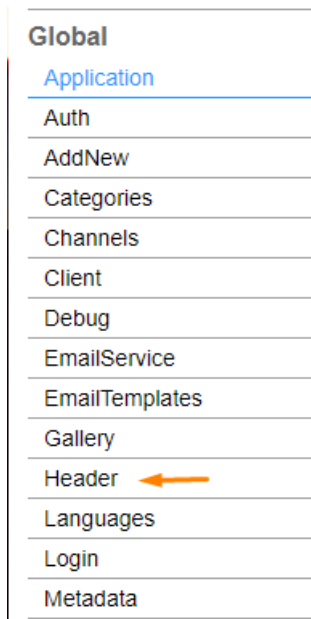 Global
Application
Auth
AddNew
Categories
Channels
Client
Debug
EmailService
EmailTemplates
Gallery
Header
Languages
Login
Metadata